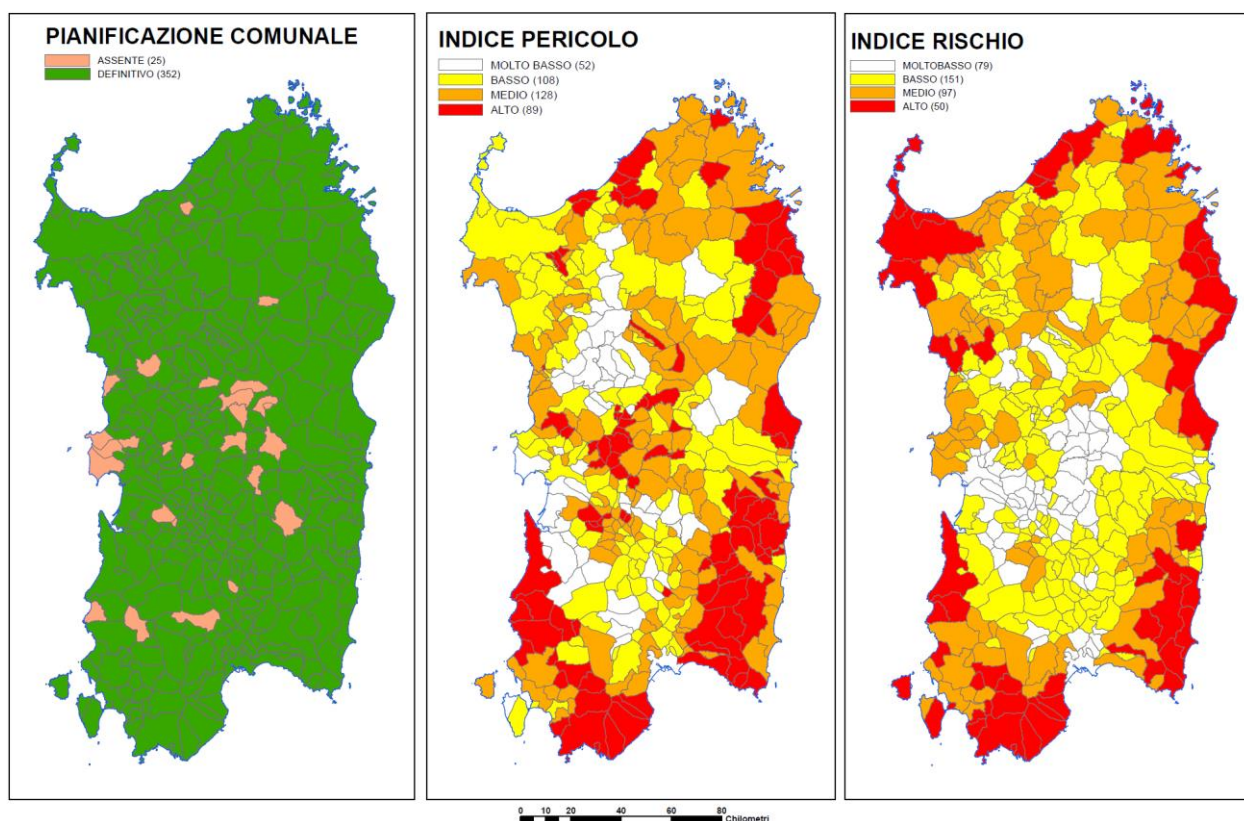 PIANIFICAZIONE COMUNALE
ASSENTE (25)
DEFINITIVO (352)
INDICE PERICOLO
MOLTO BASSO (52)
BASSO (108)
MEDIO (128)
ALTO (89)
INDICE RISCHIO
MOLTOBASSO (79)
BASSO (151)
MEDIO (97)
ALTO (50)
0 10 20 40 60 80
Chilometri